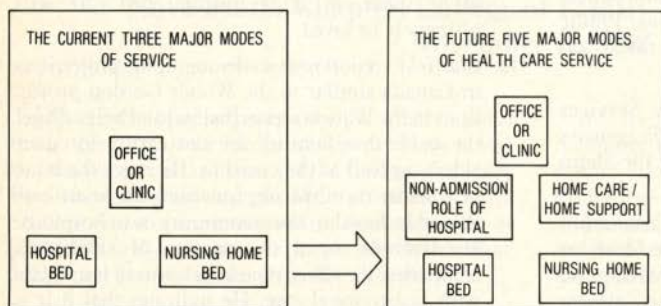 THE CURRENT THREE MAJOR MODES
OF SERVICE
OFFICE
OR
CLINIC
HOSPITAL
BED
NURSING HOME
BED
THE FUTURE FIVE MAJOR MODES
OF HEALTH CARE SERVICE
OFFICE
OR
CLINIC
NON-ADMISSION
ROLE OF
HOSPITAL
HOME CARE /
HOME SUPPORT
HOSPITAL
BED
NURSING HOME
BED